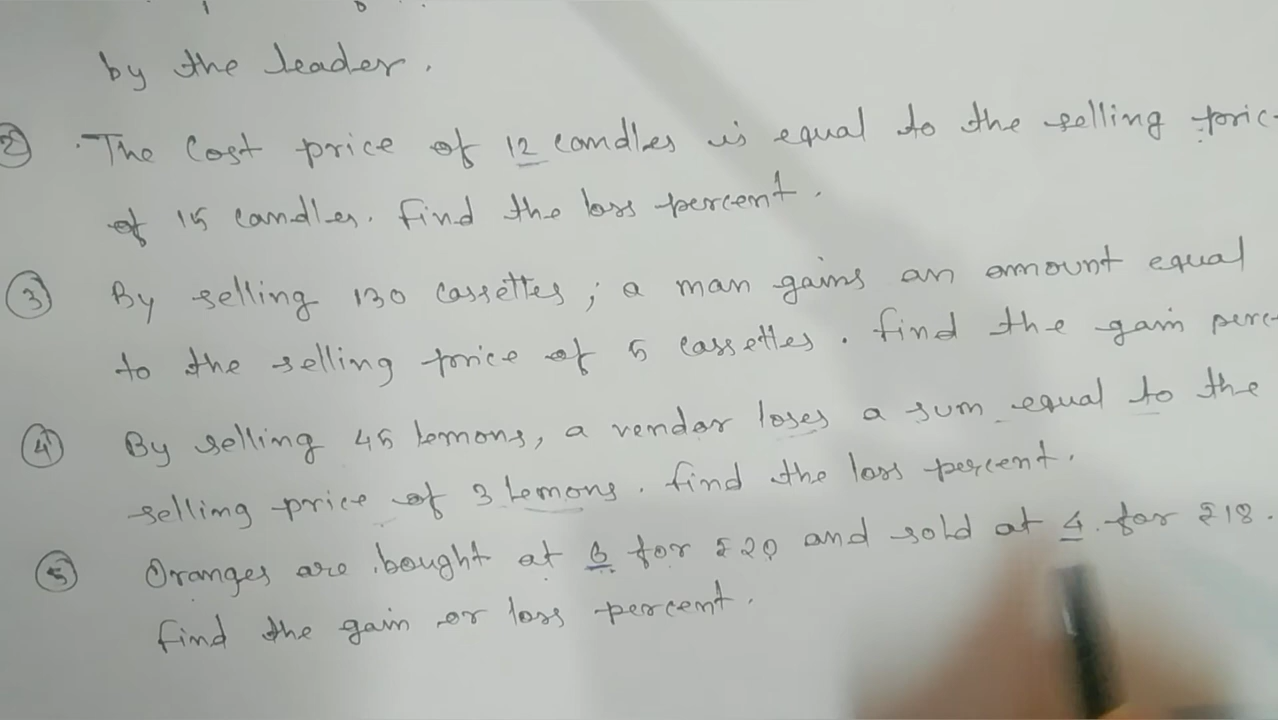 by the leader.
② The Cost price of 12 candles is equal to the selling pric
of 15 candles. Find the loss percent.
③ By selling 130 cassettes, a man gains an amount equal
to the selling price of 5 cassettes. find the gain perc
④ By selling 45 lemons, a vendor loses a sum equal to the
selling price of 3 lemons. find the loss percent.
⑤ Oranges are bought at 6 for ₹20 and sold at 4 for ₹18.
find the gain or loss percent.